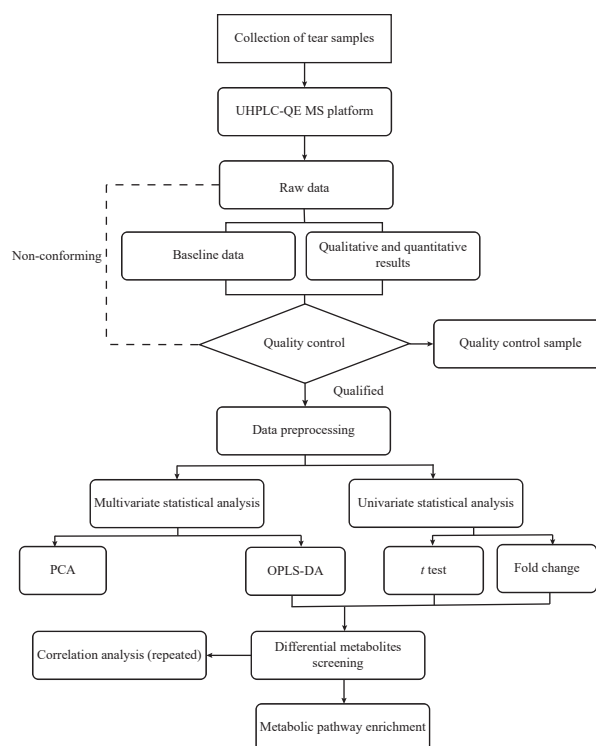 Collection of tear samples
UHPLC-QE MS platform
Raw data
Non-conforming
Baseline data
Qualitative and quantitative
results
Quality control
Quality control sample
Qualified
Data preprocessing
Multivariate statistical analysis
Univariate statistical analysis
PCA
OPLS-DA
t test
Fold change
Correlation analysis (repeated)
Differential metabolites
screening
Metabolic pathway enrichment